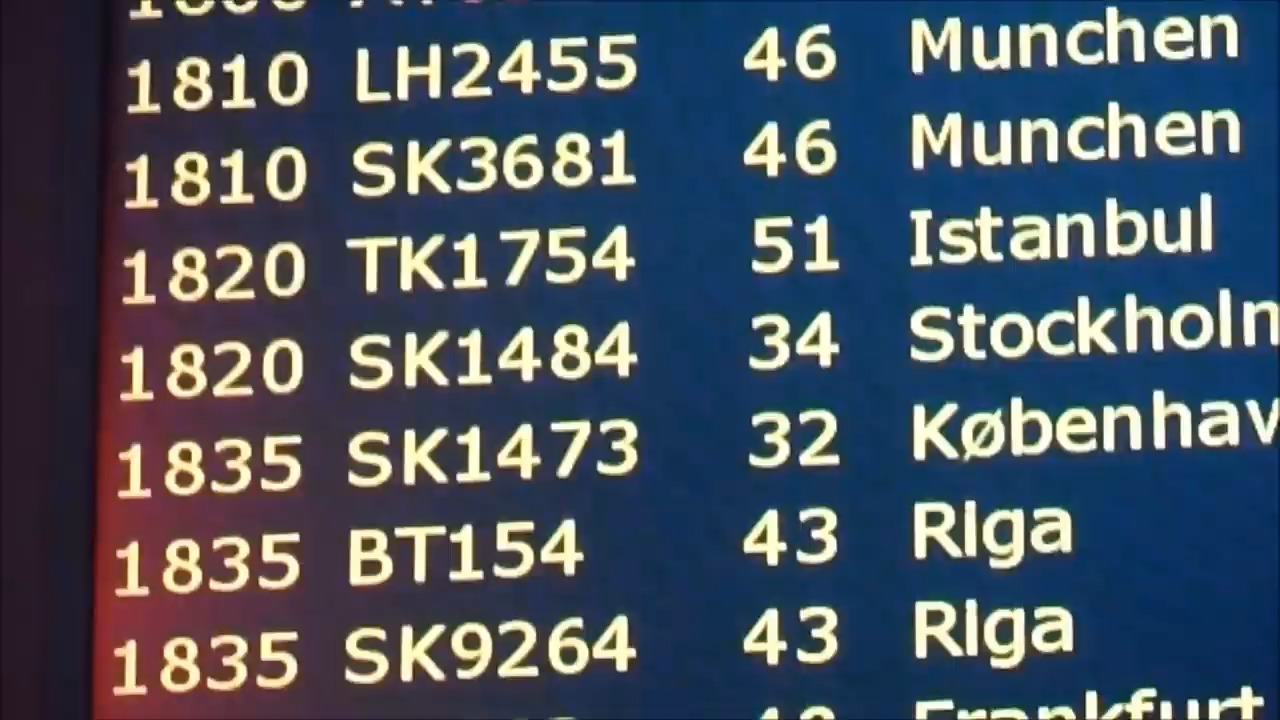 1810 LH2455 46 Munchen
1810 SK3681 46 Munchen
1820 TK1754 51 Istanbul
1820 SK1484 34 Stockholm
1835 SK1473 32 Københav
1835 BT154 43 RIga
1835 SK9264 43 RIga
Frankfurt